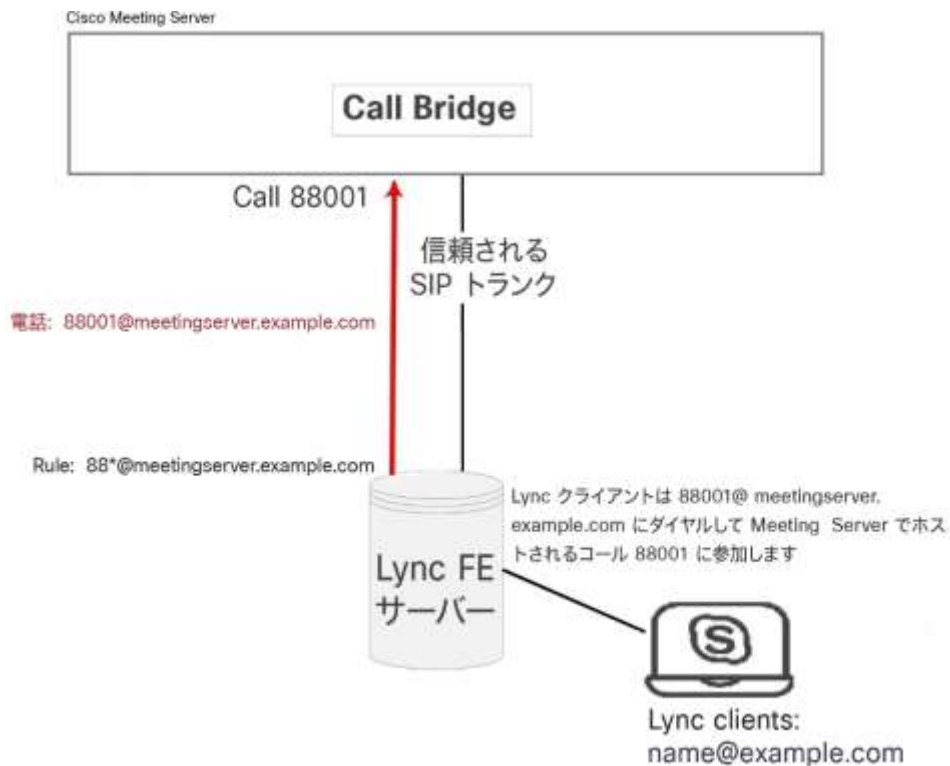 Cisco Meeting Server
Call Bridge
Call 88001
信頼される
SIP トランク
電話: 88001@meetingserver.example.com
Rule: 88*@meetingserver.example.com
Lync クライアントは 88001@ meetingserver.
example.com にダイヤルして Meeting Server でホス
トされるコール 88001 に参加します
Lync FE
サーバー
S
Lync clients:
name@example.com